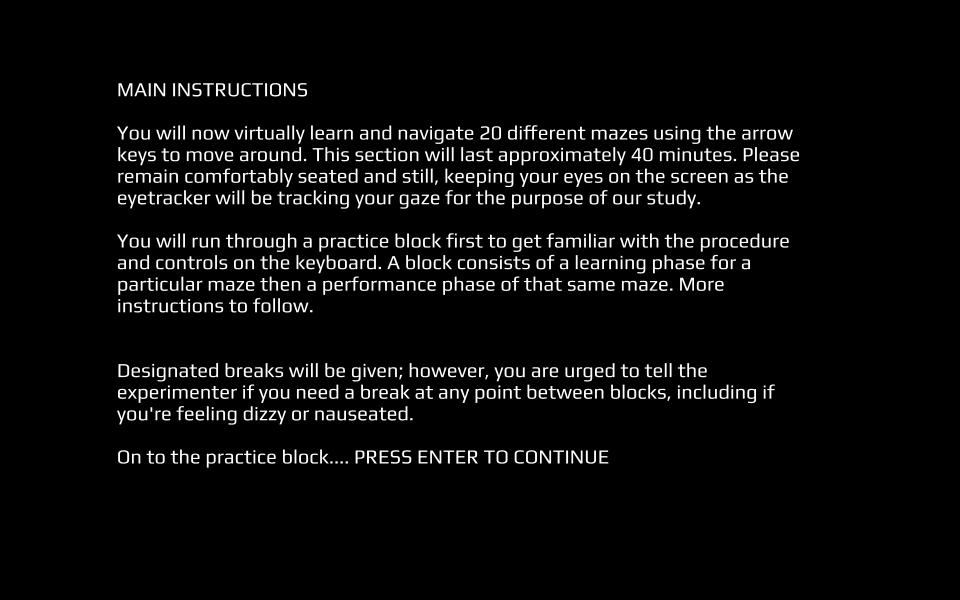 MAIN INSTRUCTIONS
You will now virtually learn and navigate 20 different mazes using the arrow
keys to move around. This section will last approximately 40 minutes. Please
remain comfortably seated and still, keeping your eyes on the screen as the
eyetracker will be tracking your gaze for the purpose of our study.
You will run through a practice block first to get familiar with the procedure
and controls on the keyboard. A block consists of a learning phase for a
particular maze then a performance phase of that same maze. More
instructions to follow.
Designated breaks will be given; however, you are urged to tell the
experimenter if you need a break at any point between blocks, including if
you're feeling dizzy or nauseated.
On to the practice block.... PRESS ENTER TO CONTINUE